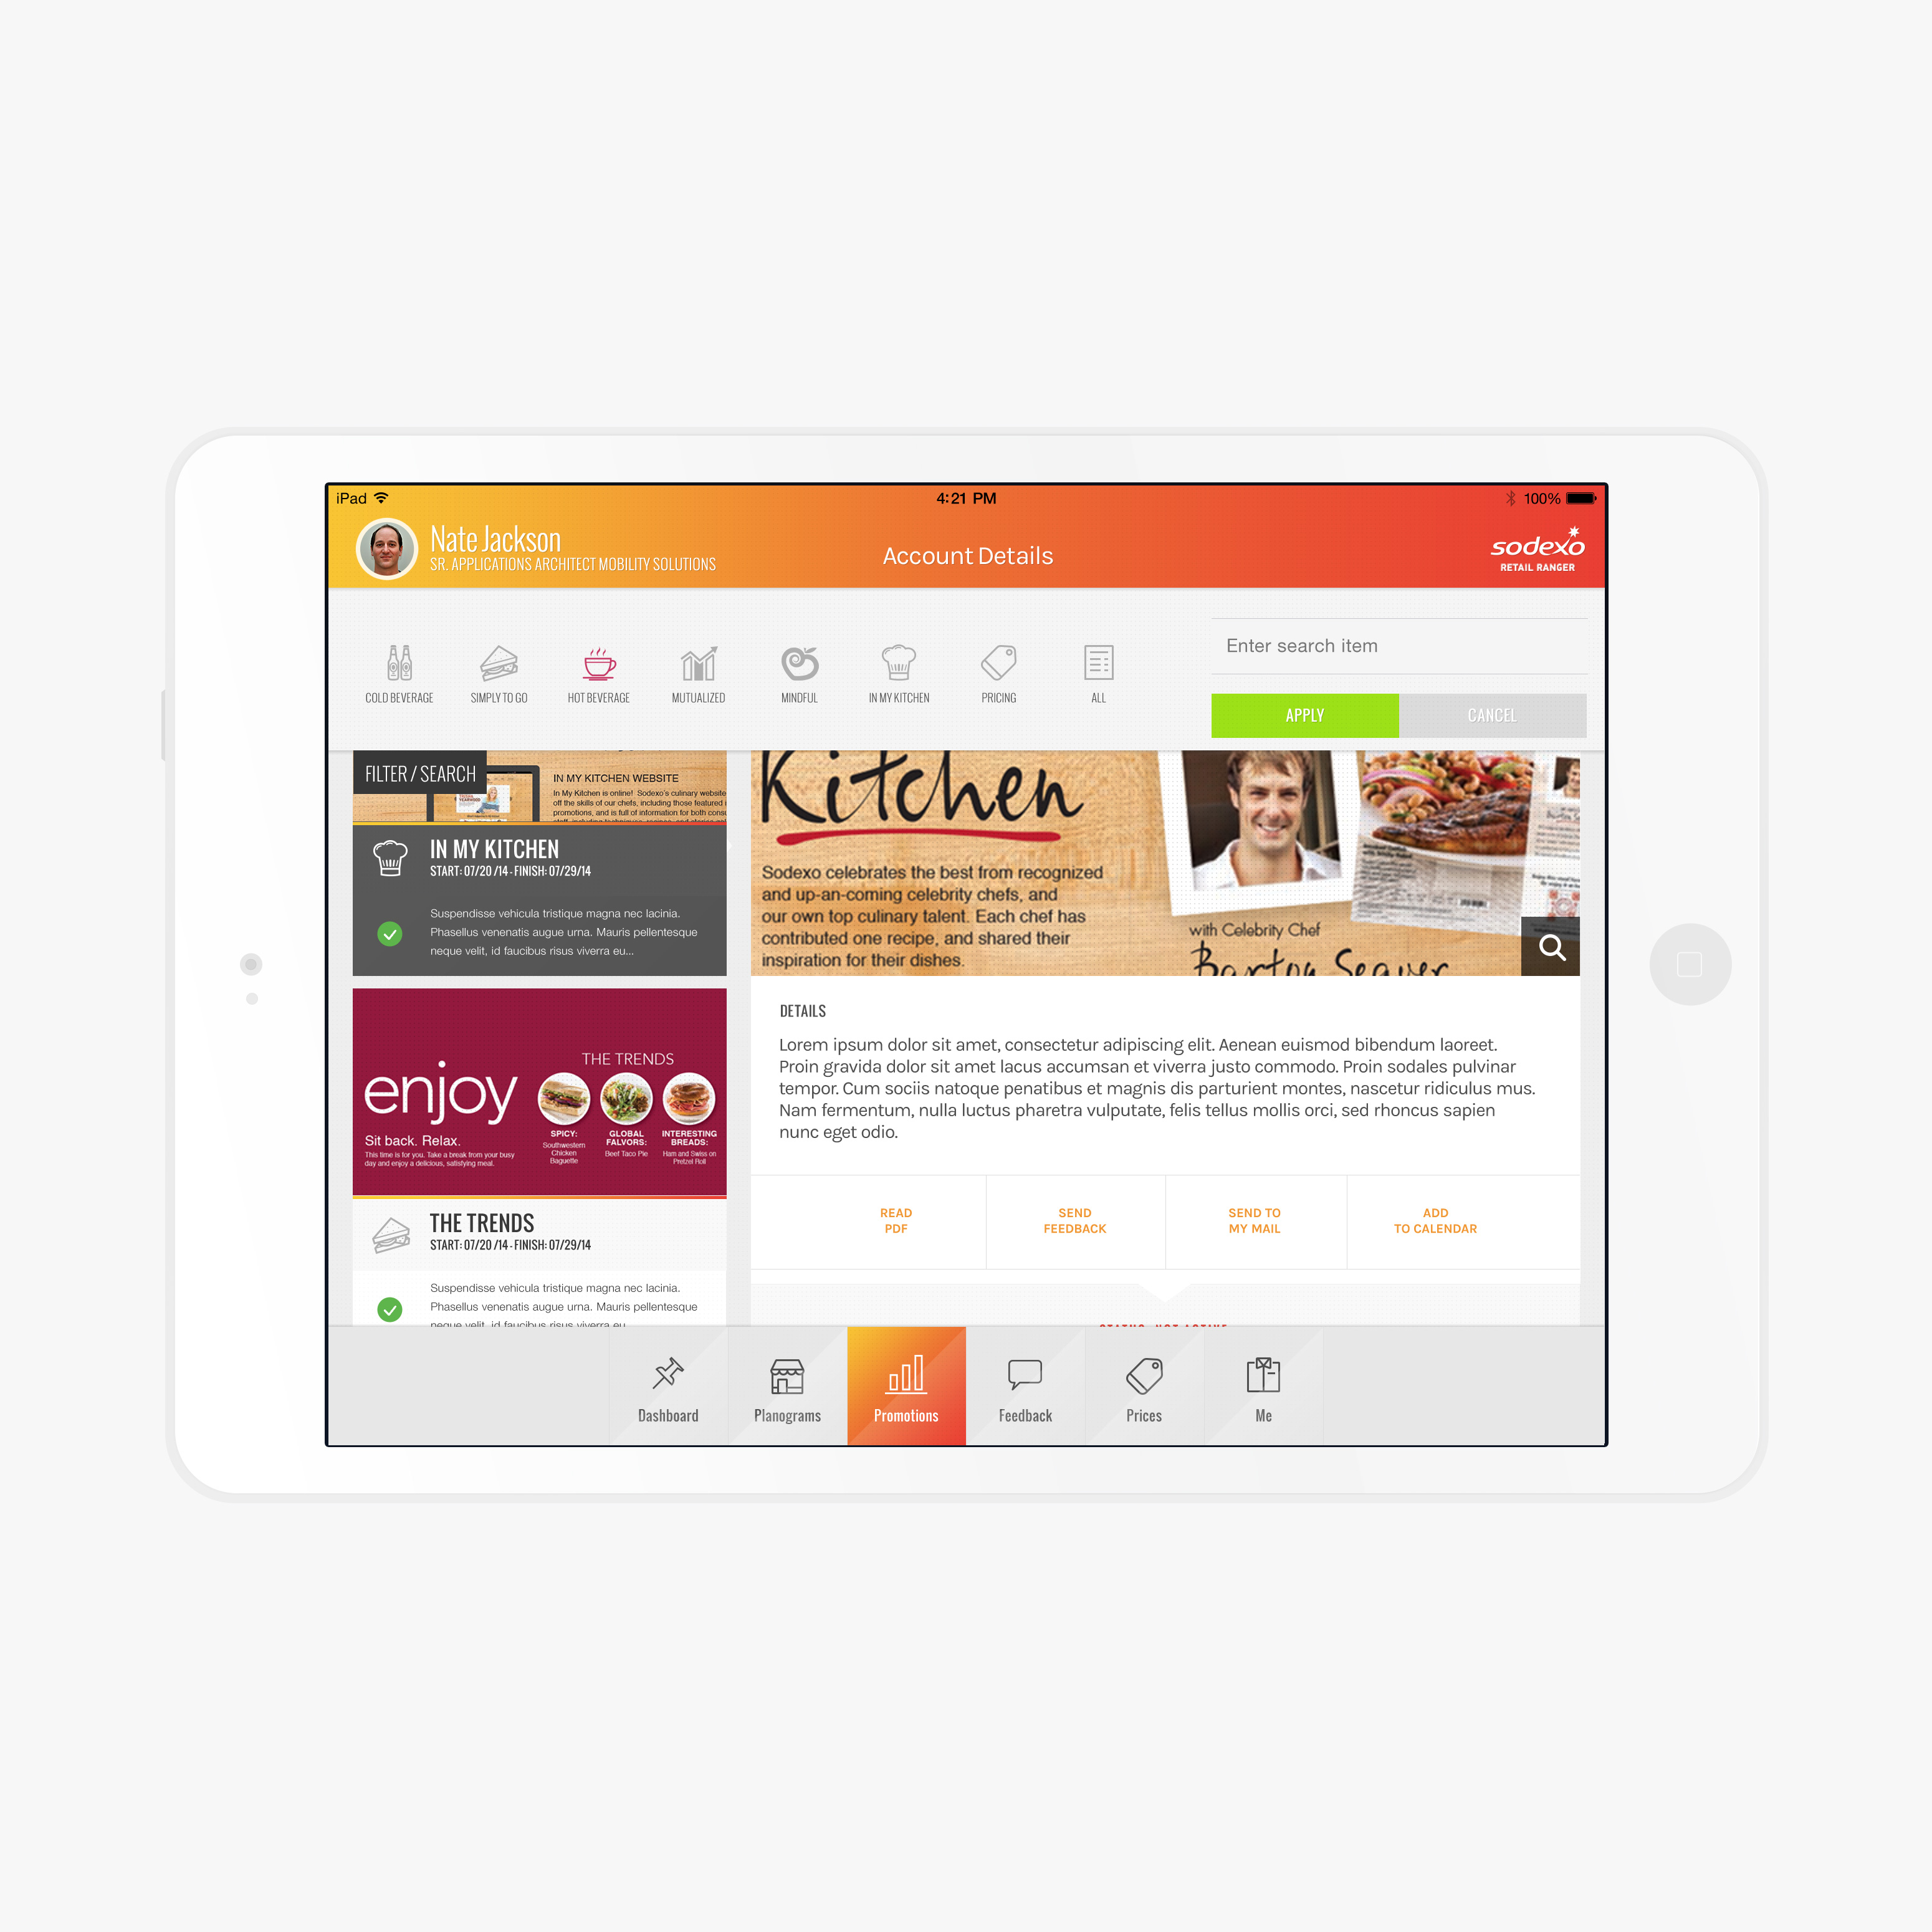 iPad
4:21 PM
100%
Nate Jackson
SR. APPLICATIONS ARCHITECT MOBILITY SOLUTIONS
Account Details
sodexo
RETAIL RANGER
COLD BEVERAGE
SIMPLY TO GO
HOT BEVERAGE
MUTUALIZED
MINDFUL
IN MY KITCHEN
PRICING
ALL
Enter search item
APPLY
CANCEL
FILTER / SEARCH
IN MY KITCHEN WEBSITE
In My Kitchen is online! Sodexo's culinary website
off the skills of our chefs, including those featured i
promotions, and is full of information for both consu
IN MY KITCHEN
START: 07/20 /14 - FINISH: 07/29/14
Suspendisse vehicula tristique magna nec lacinia.
Phasellus venenatis augue urna. Mauris pellentesque
neque velit, id faucibus risus viverra eu...
enjoy
Sit back. Relax.
This time is for you. Take a break from your busy
day and enjoy a delicious, satisfying meal.
THE TRENDS
SPICY:
Southwestern
Chicken
Baguette
GLOBAL
FALVORS:
Beef Taco Pie
INTERESTING
BREADS:
Ham and Swiss on
Pretzel Roll
THE TRENDS
START: 07/20 /14 - FINISH: 07/29/14
Suspendisse vehicula tristique magna nec lacinia.
Phasellus venenatis augue urna. Mauris pellentesque
neque velit, id faucibus risus viverra eu
Kitchen
Sodexo celebrates the best from recognized
and up-an-coming celebrity chefs, and
our own top culinary talent. Each chef has
contributed one recipe, and shared their
inspiration for their dishes.
with Celebrity Chef
Barton Seaver
DETAILS
Lorem ipsum dolor sit amet, consectetur adipiscing elit. Aenean euismod bibendum laoreet.
Proin gravida dolor sit amet lacus accumsan et viverra justo commodo. Proin sodales pulvinar
tempor. Cum sociis natoque penatibus et magnis dis parturient montes, nascetur ridiculus mus.
Nam fermentum, nulla luctus pharetra vulputate, felis tellus mollis orci, sed rhoncus sapien
nunc eget odio.
READ
PDF
SEND
FEEDBACK
SEND TO
MY MAIL
ADD
TO CALENDAR
Dashboard
Planograms
Promotions
Feedback
Prices
Me